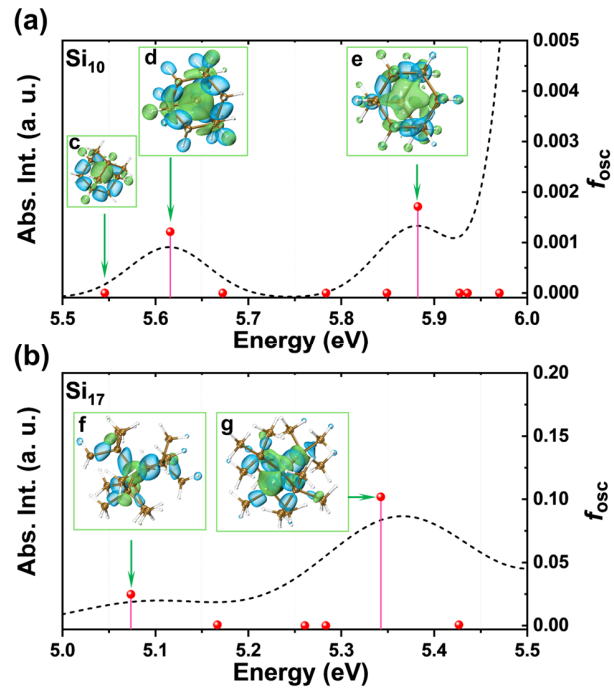 (a)
Si10
c
d
e
Abs. Int. (a. u.)
0.005
0.004
0.003
0.002
0.001
0.000
fosc
5.5 5.6 5.7 5.8 5.9 6.0
Energy (eV)
(b)
Si17
f
g
Abs. Int. (a. u.)
0.20
0.15
0.10
0.05
0.00
fosc
5.0 5.1 5.2 5.3 5.4 5.5
Energy (eV)